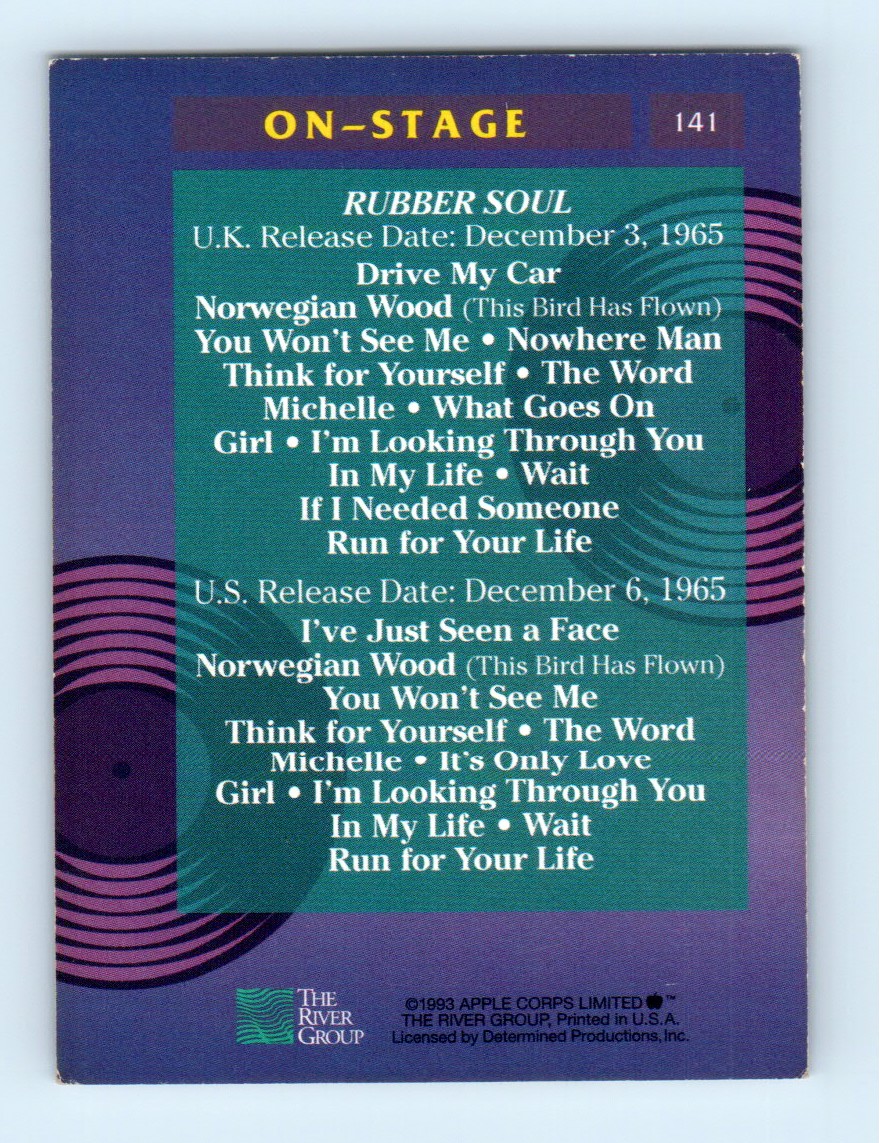 ON–STAGE 141
RUBBER SOUL
U.K. Release Date: December 3, 1965
Drive My Car
Norwegian Wood (This Bird Has Flown)
You Won't See Me • Nowhere Man
Think for Yourself • The Word
Michelle • What Goes On
Girl • I'm Looking Through You
In My Life • Wait
If I Needed Someone
Run for Your Life
U.S. Release Date: December 6, 1965
I've Just Seen a Face
Norwegian Wood (This Bird Has Flown)
You Won't See Me
Think for Yourself • The Word
Michelle • It's Only Love
Girl • I'm Looking Through You
In My Life • Wait
Run for Your Life
THE
RIVER
GROUP
©1993 APPLE CORPS LIMITED ™
THE RIVER GROUP, Printed in U.S.A.
Licensed by Determined Productions, Inc.